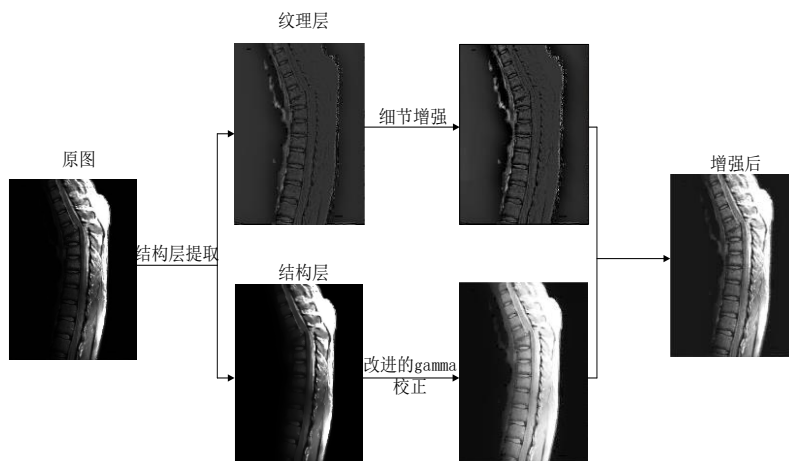 纹理层
细节增强
原图
增强后
结构层提取
结构层
改进的gamma
校正